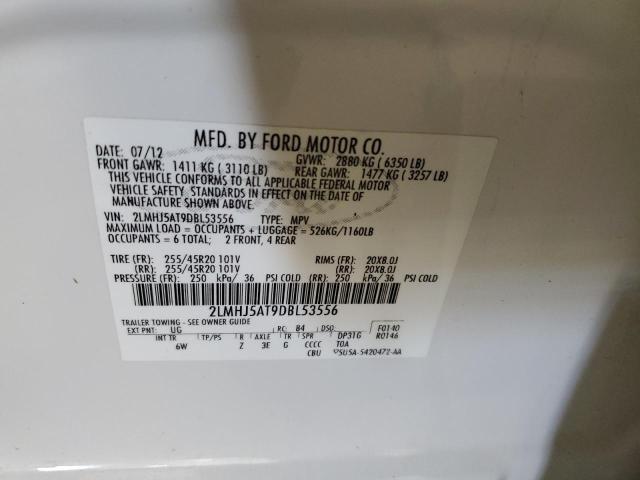 MFD. BY FORD MOTOR CO.
DATE: 07/12 GVWR: 2880 KG ( 6350 LB)
FRONT GAWR: 1411 KG ( 3110 LB) REAR GAWR: 1477 KG ( 3257 LB)
THIS VEHICLE CONFORMS TO ALL APPLICABLE FEDERAL MOTOR
VEHICLE SAFETY STANDARDS IN EFFECT ON THE DATE OF
MANUFACTURE SHOWN ABOVE.
VIN: 2LMHJ5AT9DBL53556 TYPE: MPV
MAXIMUM LOAD = OCCUPANTS + LUGGAGE = 526KG/1160LB
OCCUPANTS = 6 TOTAL; 2 FRONT, 4 REAR
TIRE (FR): 255/45R20 101V RIMS (FR): 20X8.0J
(RR): 255/45R20 101V (RR): 20X8.0J
PRESSURE (FR): 250 kPa/ 36 PSI COLD (RR): 250 kPa/ 36 PSI COLD
2LMHJ5AT9DBL53556
TRAILER TOWING - SEE OWNER GUIDE
EXT PNT: UG RC: 84 DSO: F0140
INT TR TP/PS R AXLE TR SPR DP31G R0146
6W Z 3E G CCCC T0A
CBU 5U5A-5420472-AA